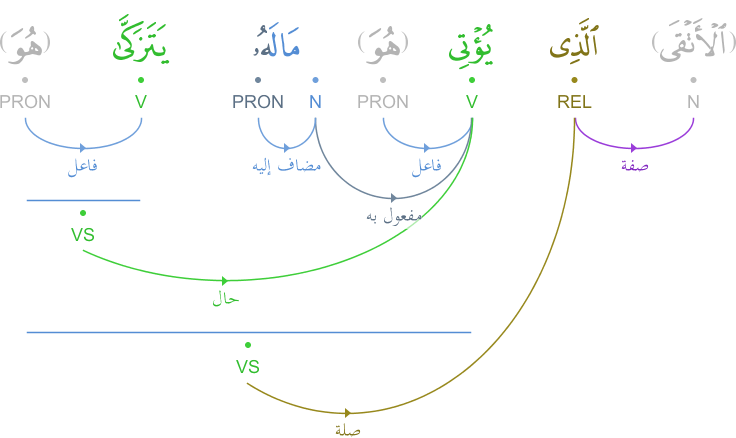 (ٱلْأَتْقَى) ٱلَّذِى يُؤْتِى (هُوَ) مَالَهُۥ يَتَزَكَّىٰ (هُوَ)
N REL V PRON N PRON V PRON
صفة فاعل مضاف إليه فاعل
مفعول به
VS
حال
VS
صلة